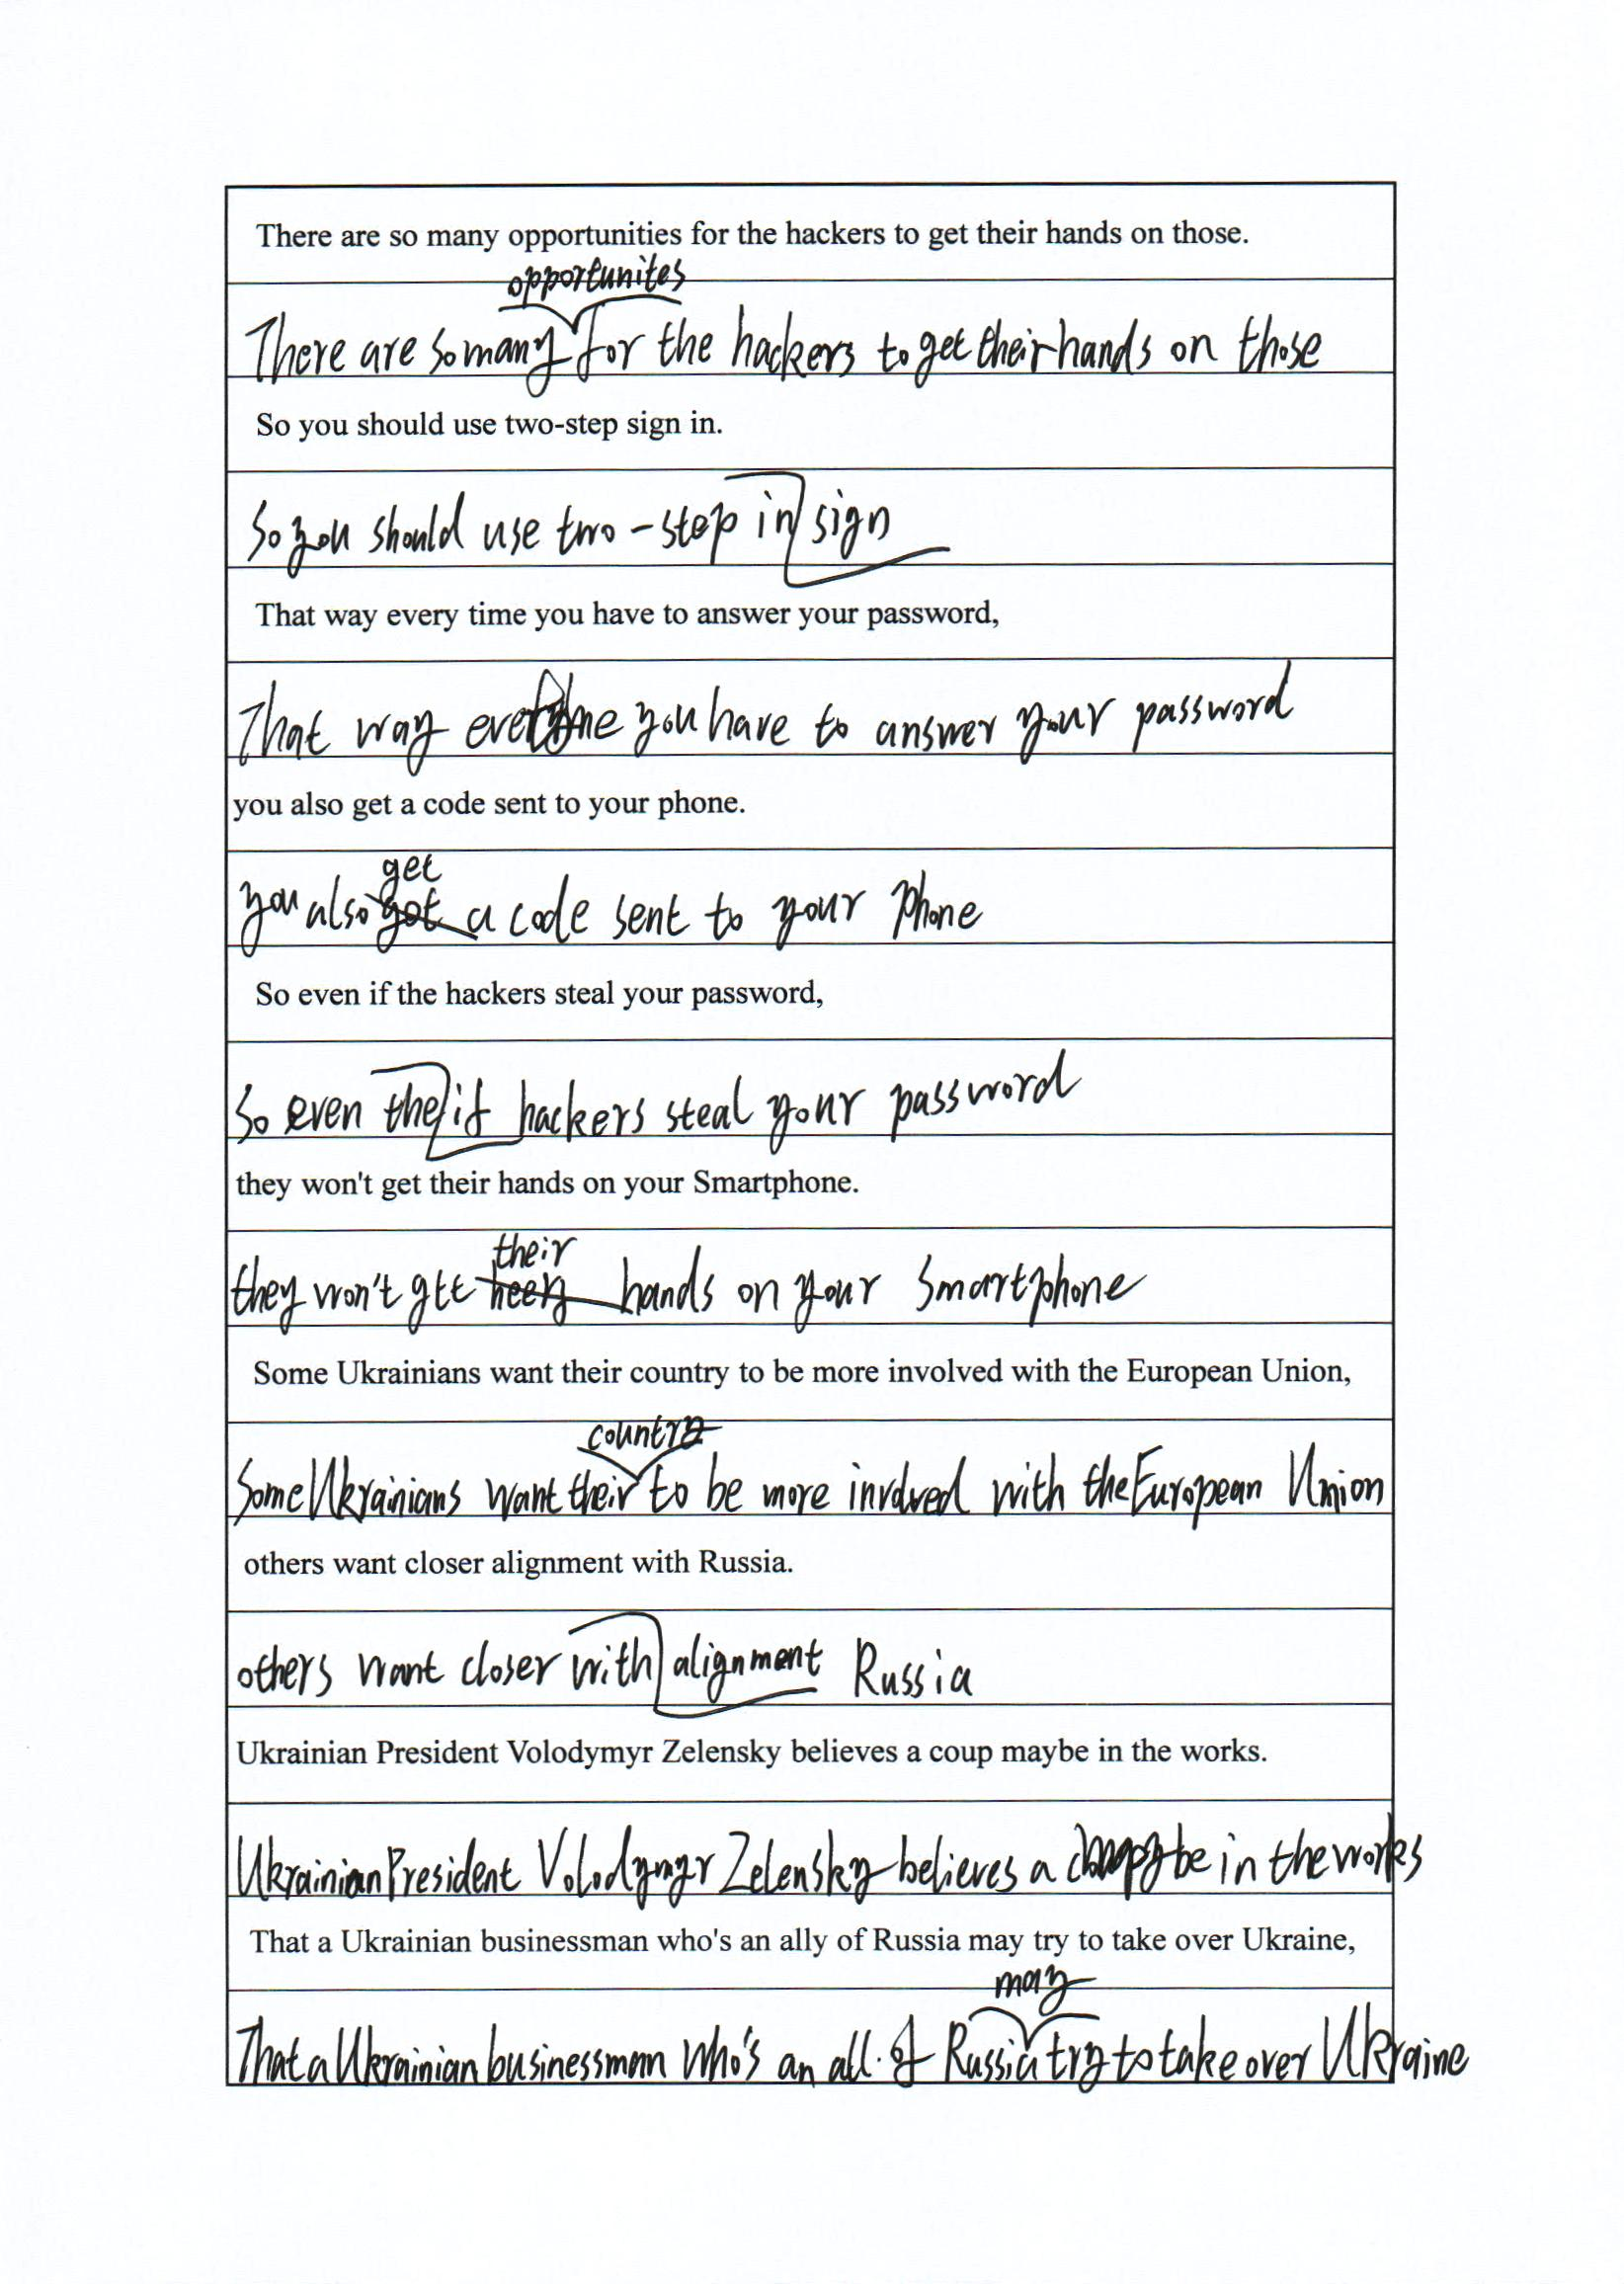 There are so many opportunities for the hackers to get their hands on those.
opportunites
There are so many for the hackers to get their hands on those
So you should use two-step sign in.
So you should use two-step in sign
That way every time you have to answer your password,
That way you have to answer your password
you also get a code sent to your phone.
get
you also got a code sent to your phone
So even if the hackers steal your password,
So even the if hackers steal your password
they won't get their hands on your Smartphone.
their
they won't get hands on your Smartphone
Some Ukrainians want their country to be more involved with the European Union,
country
Some Ukrainians want their to be more involved with the European Union
others want closer alignment with Russia.
others want closer with alignment Russia
Ukrainian President Volodymyr Zelensky believes a coup maybe in the works.
Ukrainian President Volodymyr Zelensky believes a be in the works
That a Ukrainian businessman who's an ally of Russia may try to take over Ukraine,
may
That a Ukrainian businessman who's an all. of Russia try to take over Ukraine